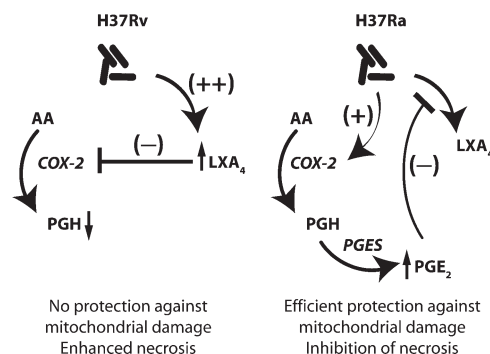 H37Rv
(++)
AA
(−)
COX-2
LXA4
PGH
No protection against
mitochondrial damage
Enhanced necrosis
H37Ra
(+)
AA
LXA
COX-2
(−)
PGH
PGES
PGE2
Efficient protection against
mitochondrial damage
Inhibition of necrosis